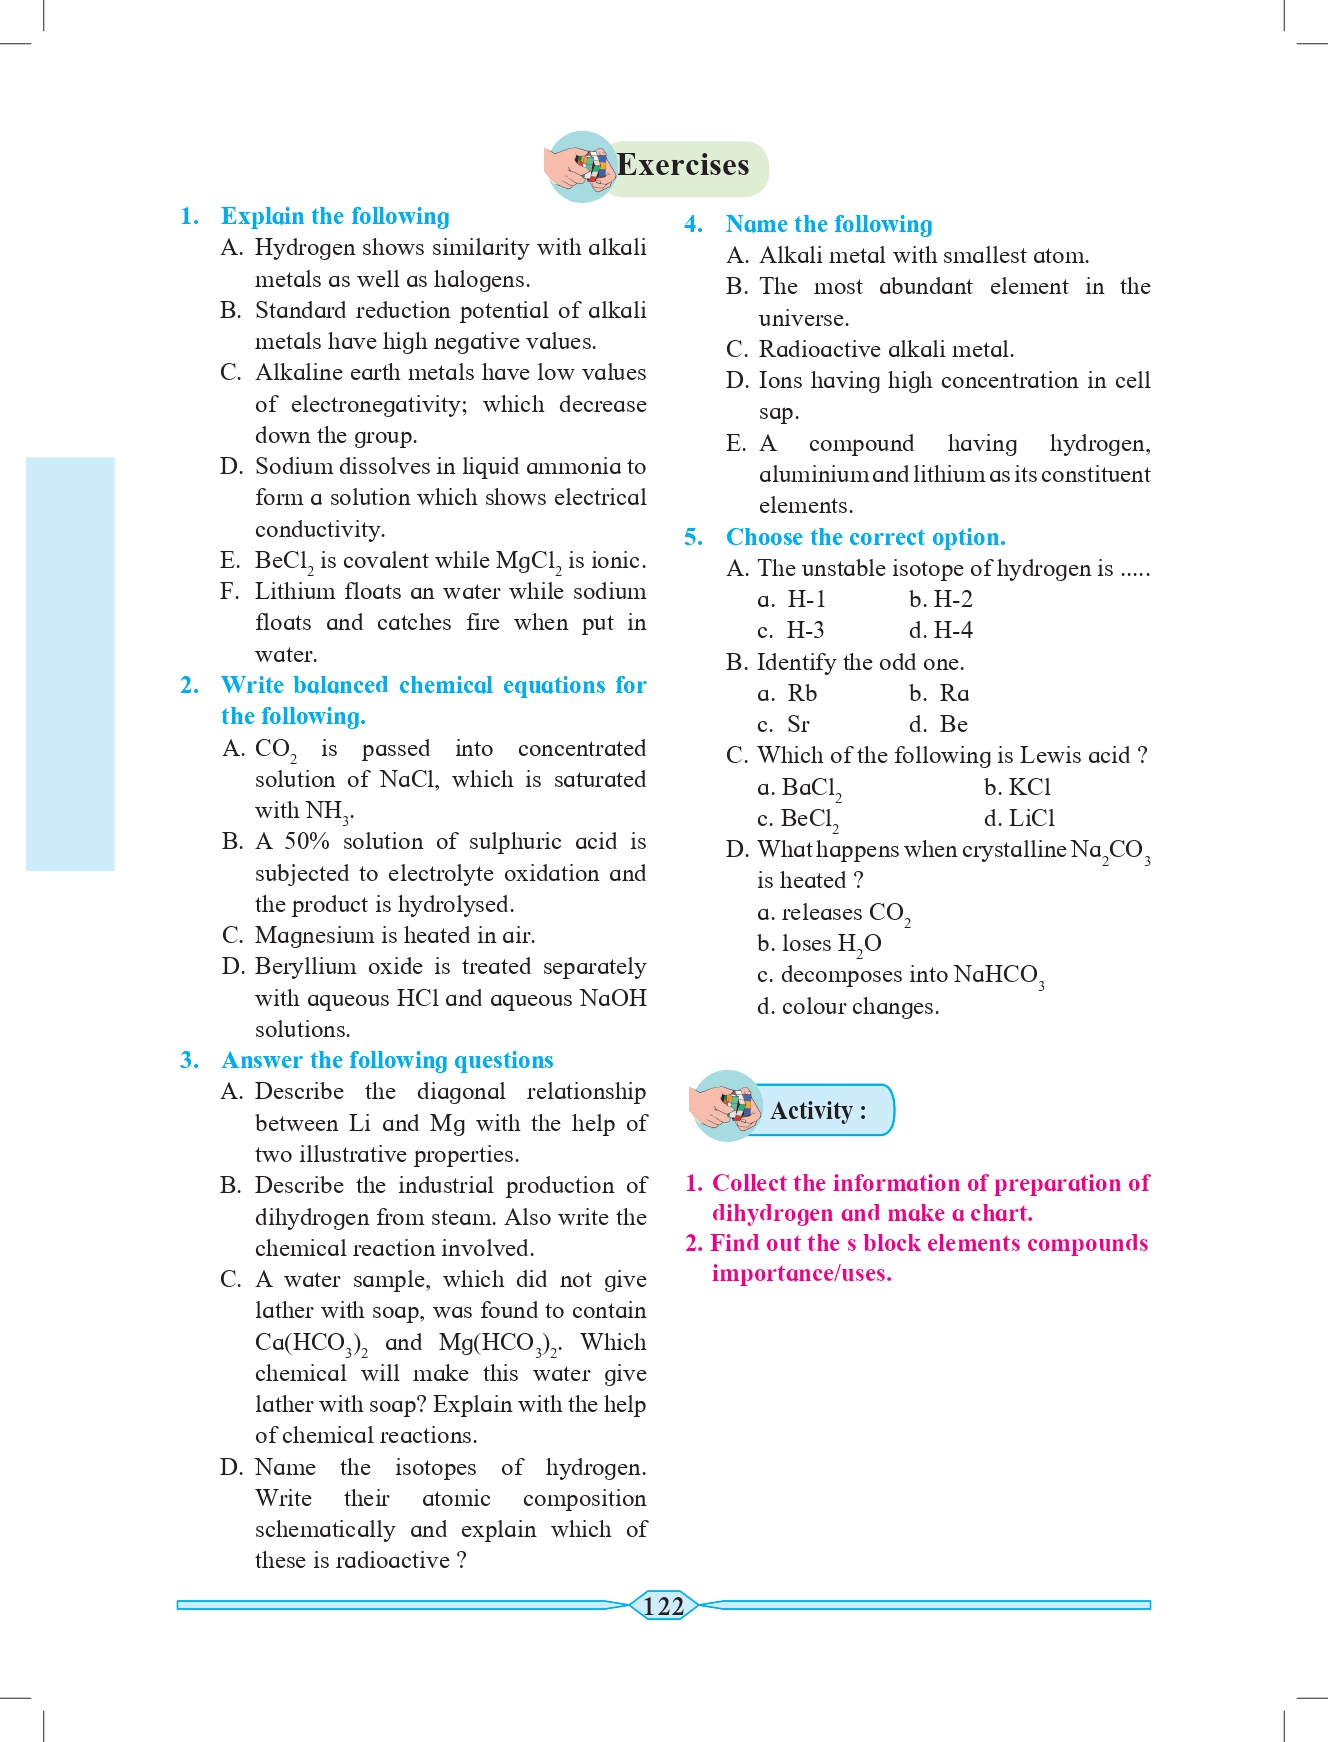 Exercises
1. Explain the following
A. Hydrogen shows similarity with alkali
metals as well as halogens.
B. Standard reduction potential of alkali
metals have high negative values.
C. Alkaline earth metals have low values
of electronegativity; which decrease
down the group.
D. Sodium dissolves in liquid ammonia to
form a solution which shows electrical
conductivity.
E. BeCl₂ is covalent while MgCl₂ is ionic.
F. Lithium floats an water while sodium
floats and catches fire when put in
water.
2. Write balanced chemical equations for
the following.
A. CO₂ is passed into concentrated
solution of NaCl, which is saturated
with NH₃.
B. A 50% solution of sulphuric acid is
subjected to electrolyte oxidation and
the product is hydrolysed.
C. Magnesium is heated in air.
D. Beryllium oxide is treated separately
with aqueous HCl and aqueous NaOH
solutions.
3. Answer the following questions
A. Describe the diagonal relationship
between Li and Mg with the help of
two illustrative properties.
B. Describe the industrial production of
dihydrogen from steam. Also write the
chemical reaction involved.
C. A water sample, which did not give
lather with soap, was found to contain
Ca(HCO₃)₂ and Mg(HCO₃)₂. Which
chemical will make this water give
lather with soap? Explain with the help
of chemical reactions.
D. Name the isotopes of hydrogen.
Write their atomic composition
schematically and explain which of
these is radioactive ?
4. Name the following
A. Alkali metal with smallest atom.
B. The most abundant element in the
universe.
C. Radioactive alkali metal.
D. Ions having high concentration in cell
sap.
E. A compound having hydrogen,
aluminium and lithium as its constituent
elements.
5. Choose the correct option.
A. The unstable isotope of hydrogen is .....
a. H-1 b. H-2
c. H-3 d. H-4
B. Identify the odd one.
a. Rb b. Ra
c. Sr d. Be
C. Which of the following is Lewis acid ?
a. BaCl₂ b. KCl
c. BeCl₂ d. LiCl
D. What happens when crystalline Na₂CO₃
is heated ?
a. releases CO₂
b. loses H₂O
c. decomposes into NaHCO₃
d. colour changes.
Activity :
1. Collect the information of preparation of
dihydrogen and make a chart.
2. Find out the s block elements compounds
importance/uses.
122